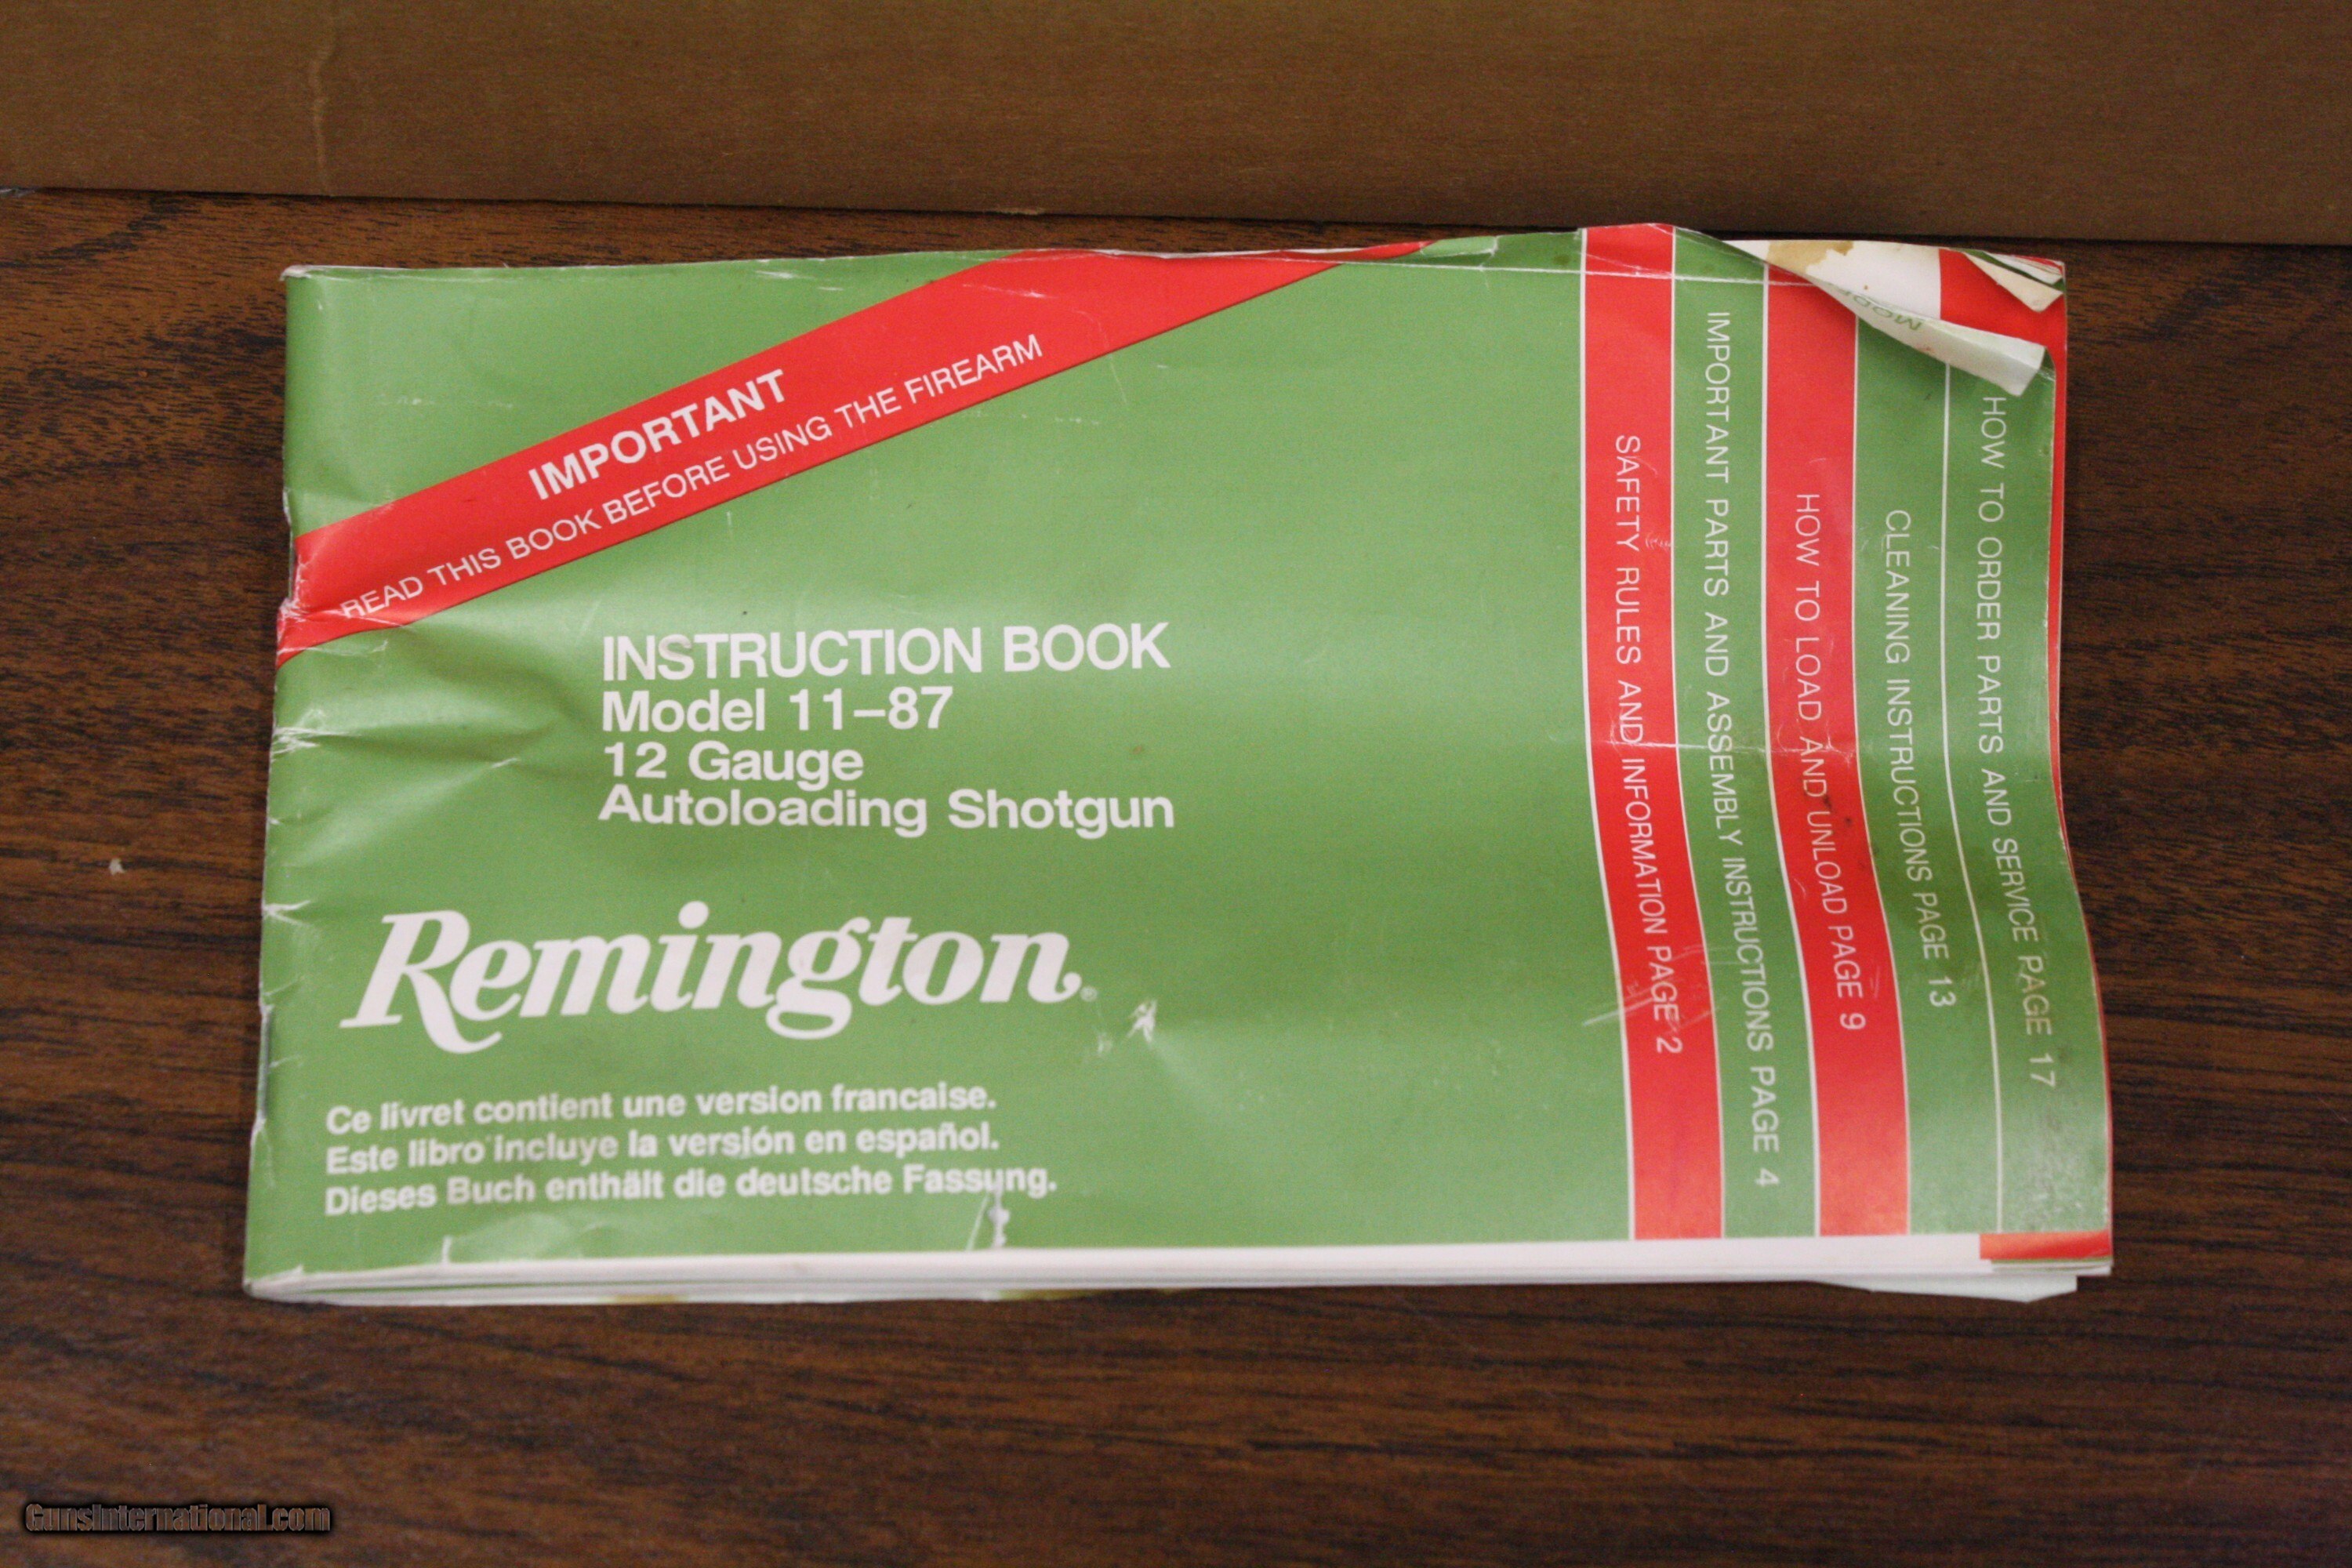 IMPORTANT
READ THIS BOOK BEFORE USING THE FIREARM
INSTRUCTION BOOK
Model 11–87
12 Gauge
Autoloading Shotgun
Remington®
Ce livret contient une version francaise.
Este libro incluye la versión en español.
Dieses Buch enthält die deutsche Fassung.
SAFETY RULES AND INFORMATION PAGE 2
IMPORTANT PARTS AND ASSEMBLY INSTRUCTIONS PAGE 4
HOW TO LOAD AND UNLOAD PAGE 9
CLEANING INSTRUCTIONS PAGE 13
HOW TO ORDER PARTS AND SERVICE PAGE 17
GunsInternational.com